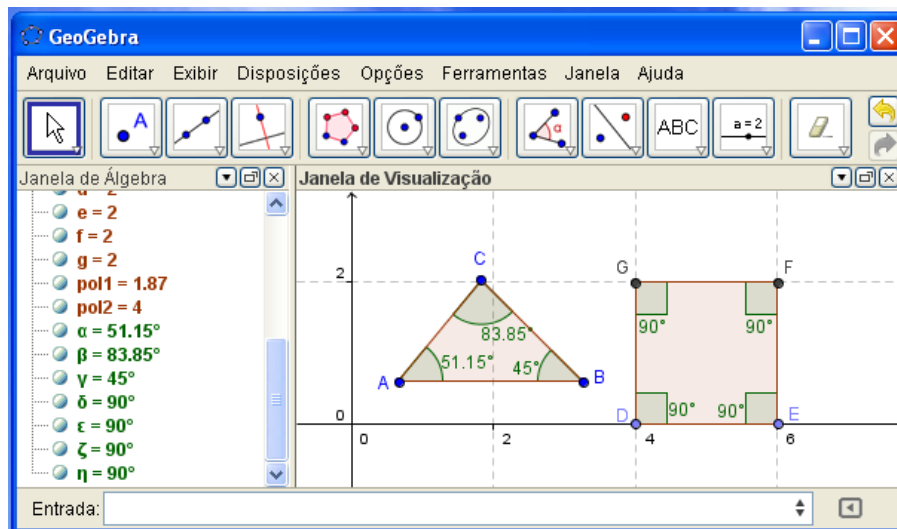 GeoGebra
Arquivo Editar Exibir Disposições Opções Ferramentas Janela Ajuda
A α ABC a=2
Janela de Álgebra
e = 2
f = 2
g = 2
pol1 = 1.87
pol2 = 4
α = 51.15°
β = 83.85°
γ = 45°
δ = 90°
ε = 90°
ζ = 90°
η = 90°
Janela de Visualização
C G F
2
83.85° 90° 90°
51.15° 45°
A B
90° 90°
0 D E
0 2 4 6
Entrada: